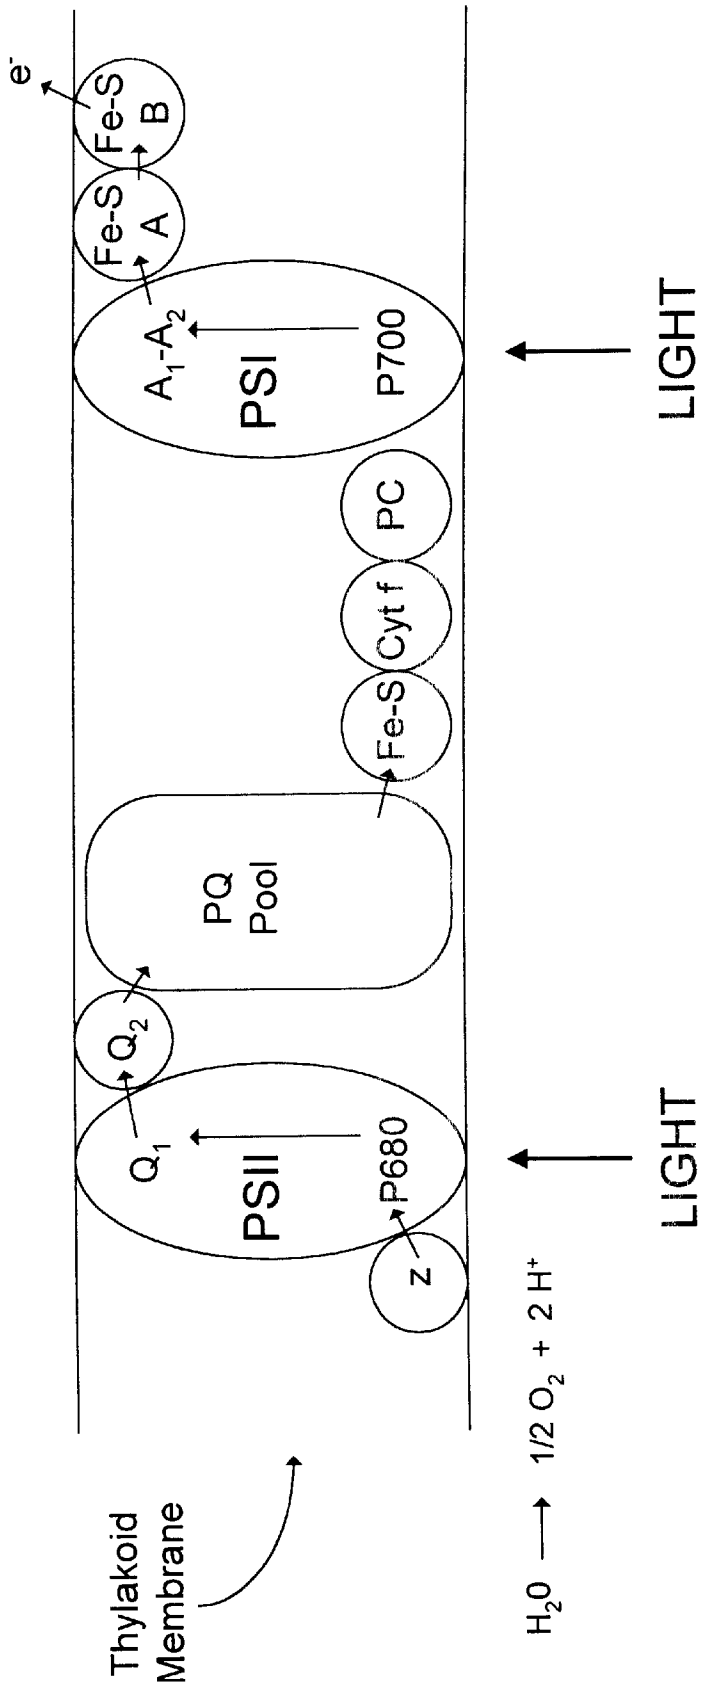 Thylakoid
Membrane
H₂0 → 1/2 O₂ + 2 H⁺
z
P680
PSII
Q₁
Q₂
LIGHT
PQ
Pool
Fe-S
Cyt f
PC
P700
PSI
A₁-A₂
LIGHT
Fe-S
A
Fe-S
B
e⁻